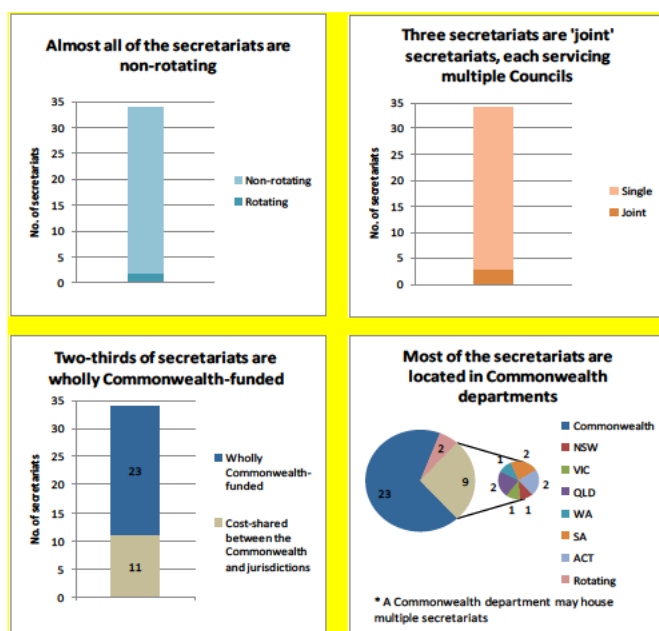 Almost all of the secretariats are
non-rotating
35
30
25
20
15
10
5
0
No. of secretariats
Non-rotating
Rotating
Three secretariats are 'joint'
secretariats, each servicing
multiple Councils
35
30
25
20
15
10
5
0
No. of secretariats
Single
Joint
Two-thirds of secretariats are
wholly Commonwealth-funded
35
30
25
20
15
10
5
0
No. of secretariats
23
11
Wholly
Commonwealth-
funded
Cost-shared
between the
Commonwealth
and jurisdictions
Most of the secretariats are
located in Commonwealth
departments
23
2
9
1
2
2
2
1
1
Commonwealth
NSW
VIC
QLD
WA
SA
ACT
Rotating
* A Commonwealth department may house
multiple secretariats